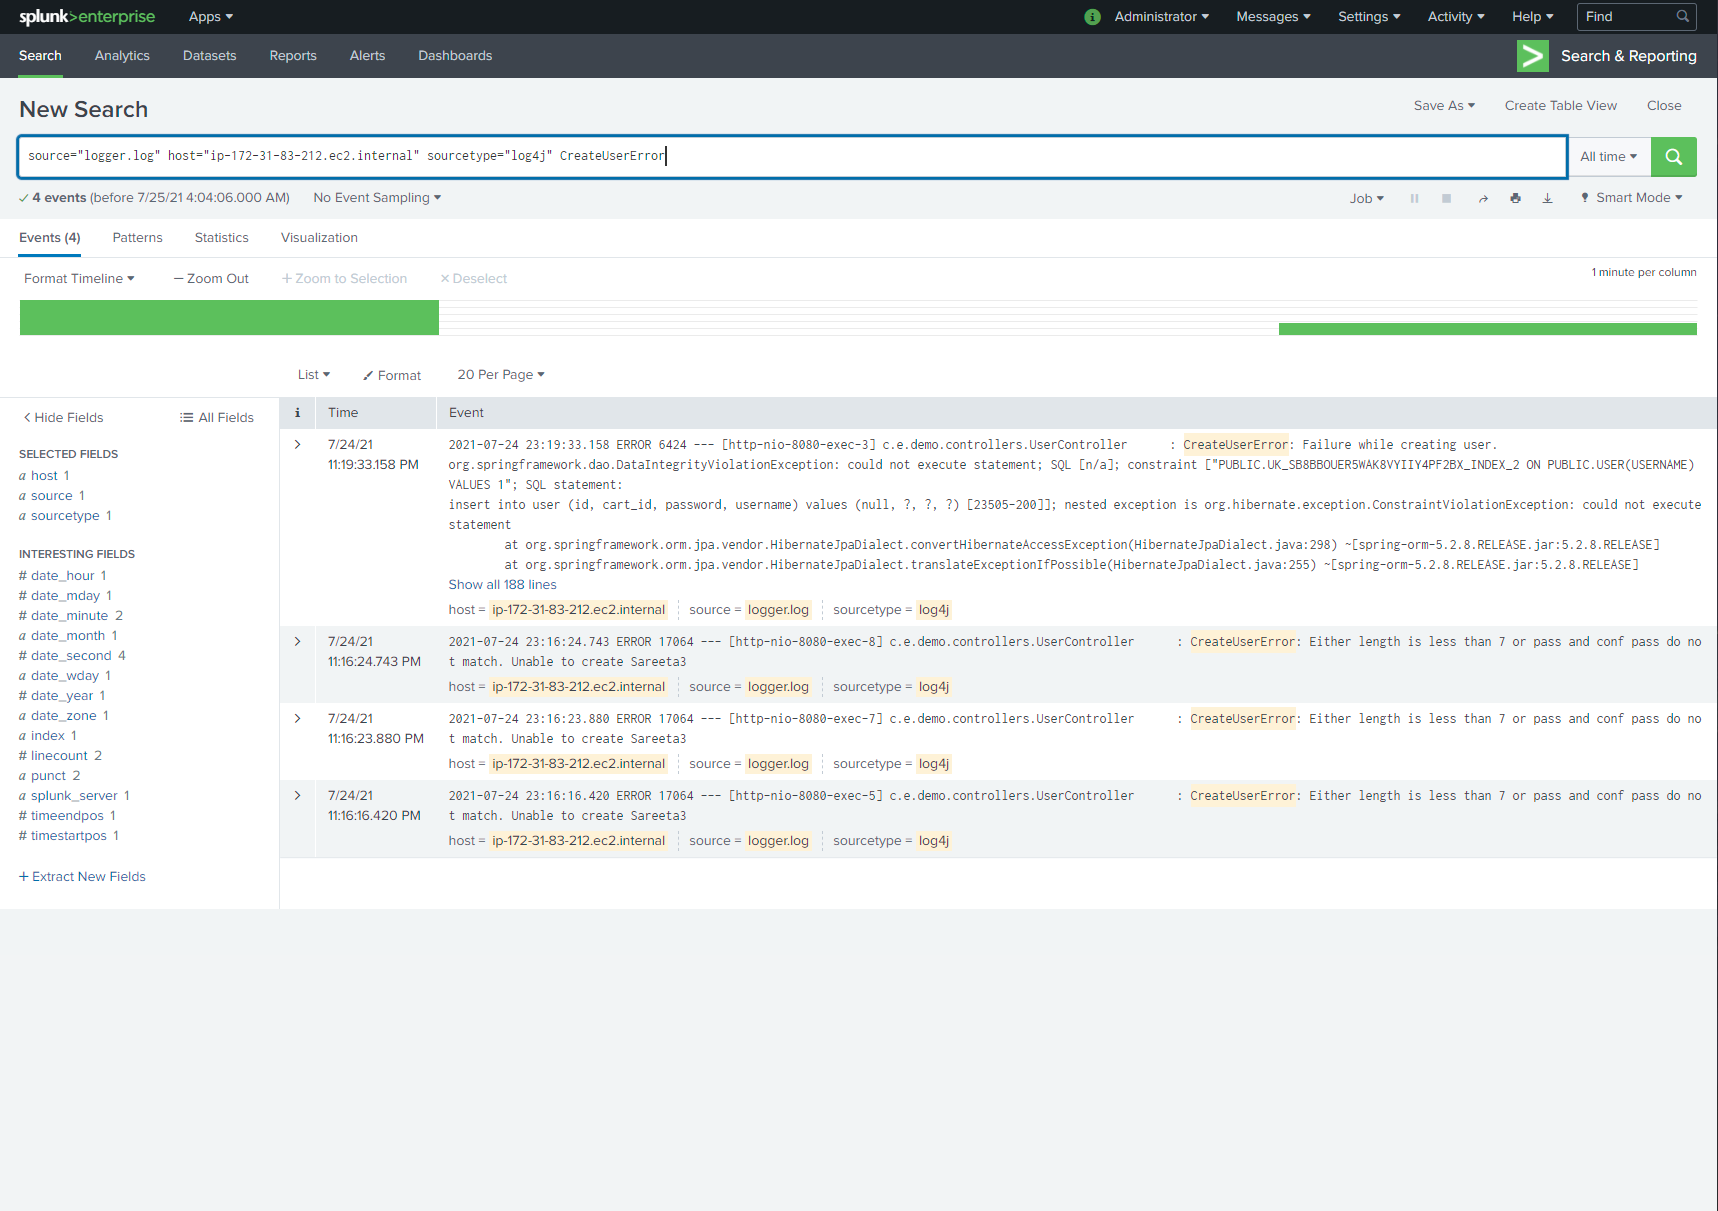 splunk>enterprise Apps i Administrator Messages Settings Activity Help Find
Search Analytics Datasets Reports Alerts Dashboards > Search & Reporting
New Search Save As Create Table View Close
source="logger.log" host="ip-172-31-83-212.ec2.internal" sourcetype="log4j" CreateUserError All time
4 events (before 7/25/21 4:04:06.000 AM) No Event Sampling Job Smart Mode
Events (4) Patterns Statistics Visualization
Format Timeline — Zoom Out + Zoom to Selection × Deselect 1 minute per column
List Format 20 Per Page
< Hide Fields All Fields
SELECTED FIELDS
a host 1
a source 1
a sourcetype 1
INTERESTING FIELDS
# date_hour 1
# date_mday 1
# date_minute 2
a date_month 1
# date_second 4
a date_wday 1
# date_year 1
a date_zone 1
a index 1
# linecount 2
a punct 2
a splunk_server 1
# timeendpos 1
# timestartpos 1
+ Extract New Fields
i Time Event
> 7/24/21 11:19:33.158 PM
2021-07-24 23:19:33.158 ERROR 6424 --- [http-nio-8080-exec-3] c.e.demo.controllers.UserController : CreateUserError: Failure while creating user.
org.springframework.dao.DataIntegrityViolationException: could not execute statement; SQL [n/a]; constraint ["PUBLIC.UK_SB8BBOUER5WAK8VYIIY4PF2BX_INDEX_2 ON PUBLIC.USER(USERNAME)
VALUES 1"; SQL statement:
insert into user (id, cart_id, password, username) values (null, ?, ?, ?) [23505-200]]; nested exception is org.hibernate.exception.ConstraintViolationException: could not execute
statement
at org.springframework.orm.jpa.vendor.HibernateJpaDialect.convertHibernateAccessException(HibernateJpaDialect.java:298) ~[spring-orm-5.2.8.RELEASE.jar:5.2.8.RELEASE]
at org.springframework.orm.jpa.vendor.HibernateJpaDialect.translateExceptionIfPossible(HibernateJpaDialect.java:255) ~[spring-orm-5.2.8.RELEASE.jar:5.2.8.RELEASE]
Show all 188 lines
host = ip-172-31-83-212.ec2.internal source = logger.log sourcetype = log4j
> 7/24/21 11:16:24.743 PM
2021-07-24 23:16:24.743 ERROR 17064 --- [http-nio-8080-exec-8] c.e.demo.controllers.UserController : CreateUserError: Either length is less than 7 or pass and conf pass do no
t match. Unable to create Sareeta3
host = ip-172-31-83-212.ec2.internal source = logger.log sourcetype = log4j
> 7/24/21 11:16:23.880 PM
2021-07-24 23:16:23.880 ERROR 17064 --- [http-nio-8080-exec-7] c.e.demo.controllers.UserController : CreateUserError: Either length is less than 7 or pass and conf pass do no
t match. Unable to create Sareeta3
host = ip-172-31-83-212.ec2.internal source = logger.log sourcetype = log4j
> 7/24/21 11:16:16.420 PM
2021-07-24 23:16:16.420 ERROR 17064 --- [http-nio-8080-exec-5] c.e.demo.controllers.UserController : CreateUserError: Either length is less than 7 or pass and conf pass do no
t match. Unable to create Sareeta3
host = ip-172-31-83-212.ec2.internal source = logger.log sourcetype = log4j